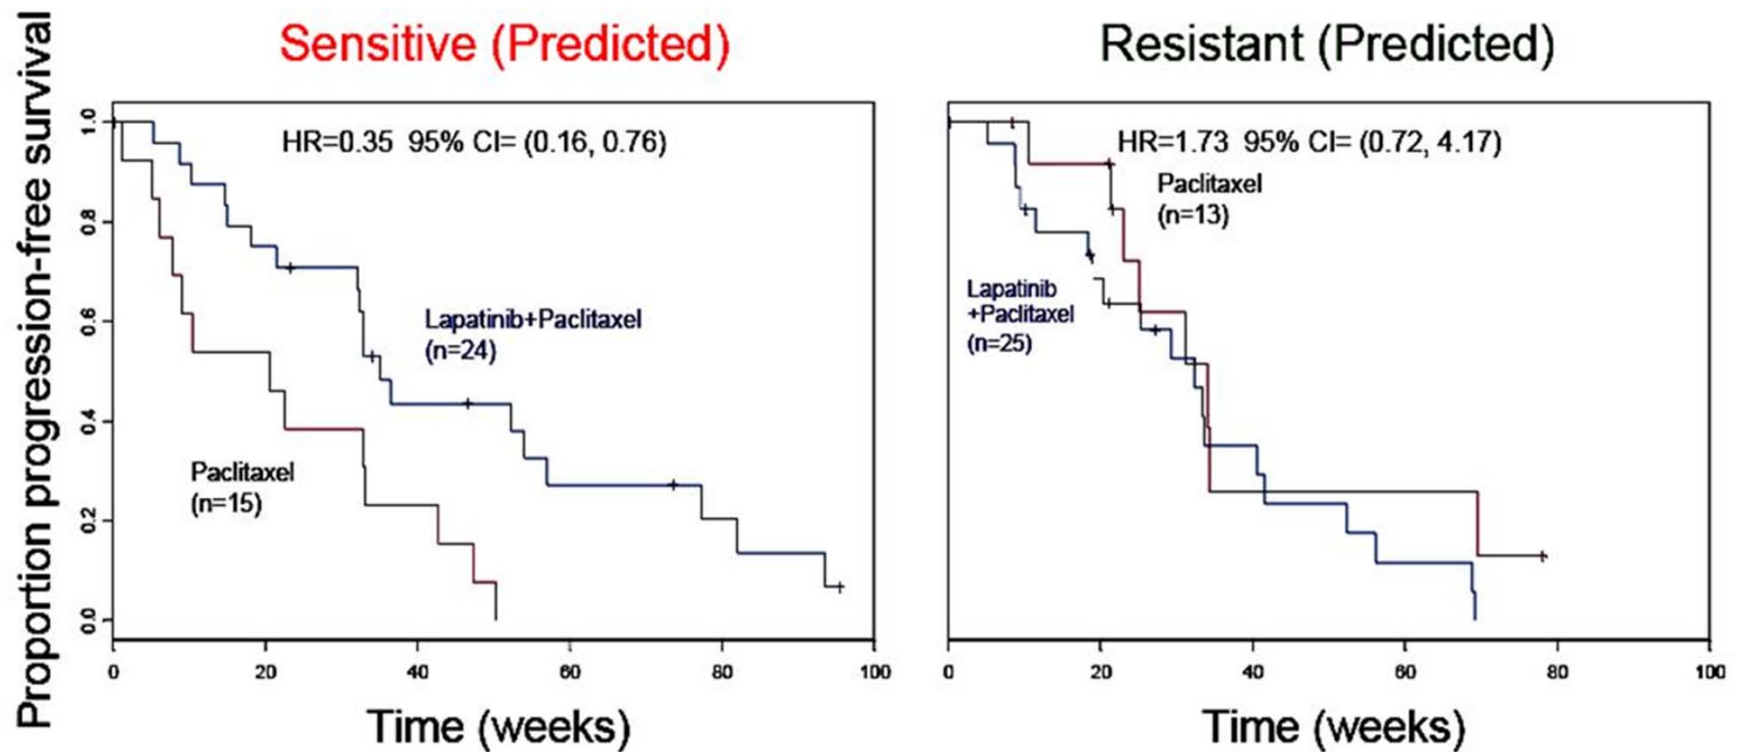 Proportion progression-free survival
Sensitive (Predicted)
1.0
0.8
0.6
0.4
0.2
0.0
HR=0.35 95% CI= (0.16, 0.76)
Lapatinib+Paclitaxel
(n=24)
Paclitaxel
(n=15)
0 20 40 60 80 100
Time (weeks)
Resistant (Predicted)
HR=1.73 95% CI= (0.72, 4.17)
Paclitaxel
(n=13)
Lapatinib
+Paclitaxel
(n=25)
0 20 40 60 80 100
Time (weeks)